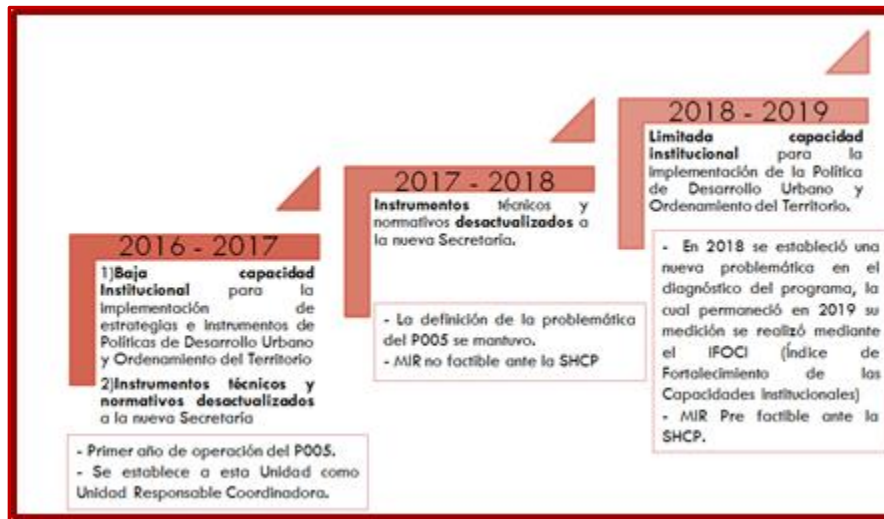 2016 - 2017
1)Baja capacidad
Institucional para la
implementación de
estrategias e instrumentos de
Políticas de Desarrollo Urbano
y Ordenamiento del Territorio
2)Instrumentos técnicos y
normativos desactualizados
a la nueva Secretaría
- Primer año de operación del P005.
- Se establece a esta Unidad como
Unidad Responsable Coordinadora.
2017 - 2018
Instrumentos técnicos y
normativos desactualizados a
la nueva Secretaría.
- La definición de la problemática
del P005 se mantuvo.
- MIR no factible ante la SHCP
2018 - 2019
Limitada capacidad
institucional para la
implementación de la Política
de Desarrollo Urbano y
Ordenamiento del Territorio.
- En 2018 se estableció una
nueva problemática en el
diagnóstico del programa, la
cual permaneció en 2019 su
medición se realizó mediante
el IFOCI (Índice de
Fortalecimiento de las
Capacidades Institucionales)
- MIR Pre factible ante la
SHCP.